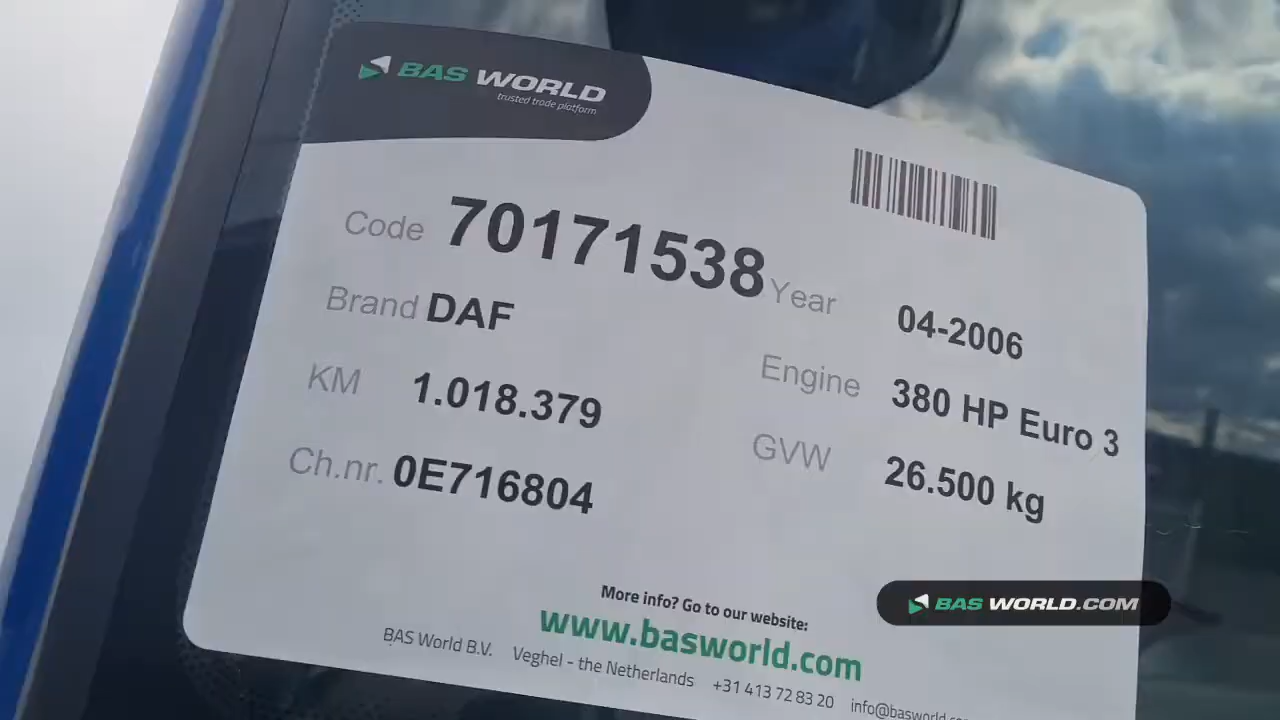 BAS WORLD
trusted trade platform
Code 70171538
Year 04-2006
Brand DAF
Engine 380 HP Euro 3
KM 1.018.379
GVW 26.500 kg
Ch.nr. 0E716804
More info? Go to our website:
www.basworld.com
BAS World B.V. Veghel - the Netherlands +31 413 72 83 20
BAS WORLD.COM